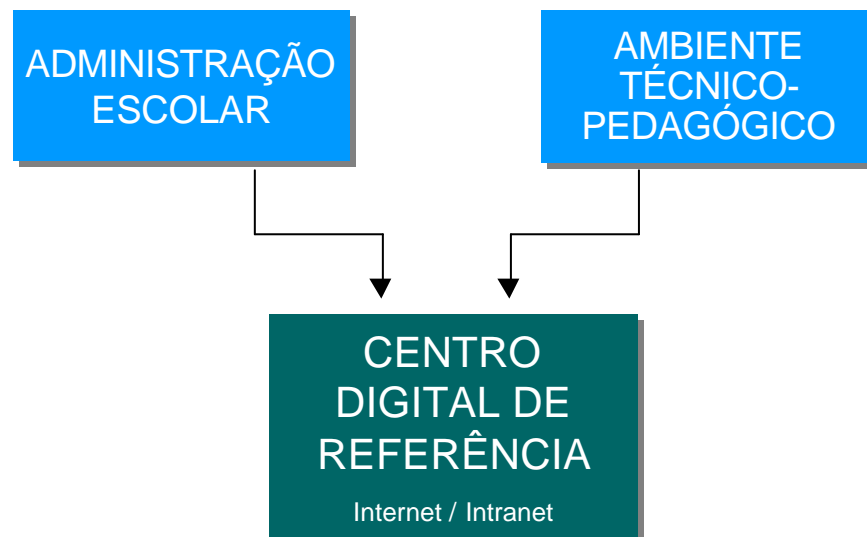 ADMINISTRAÇÃO
ESCOLAR
AMBIENTE
TÉCNICO-
PEDAGÓGICO
CENTRO
DIGITAL DE
REFERÊNCIA
Internet / Intranet